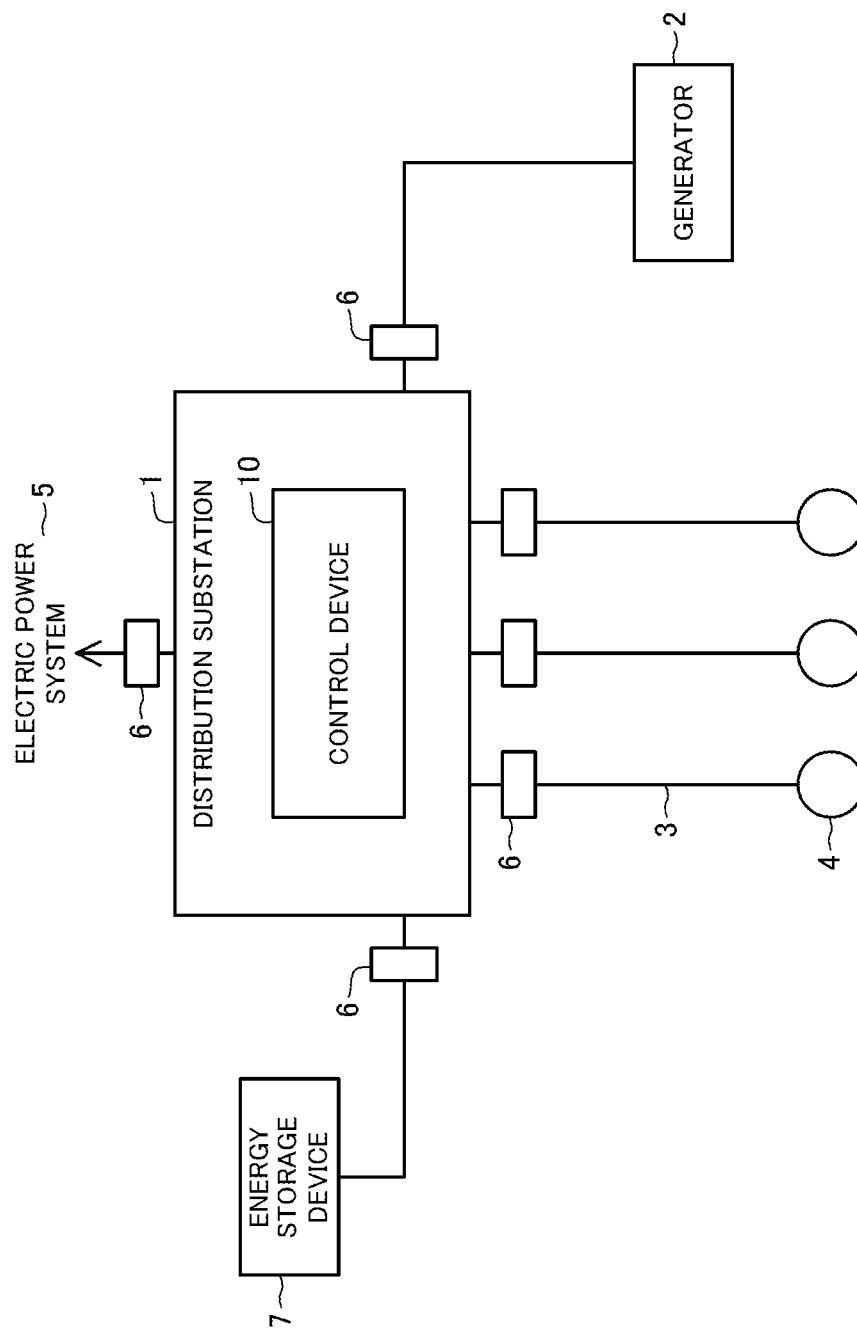 ELECTRIC POWER
SYSTEM
5
6
DISTRIBUTION SUBSTATION
1
CONTROL DEVICE
10
6
6
ENERGY
STORAGE
DEVICE
7
GENERATOR
2
6
3
4